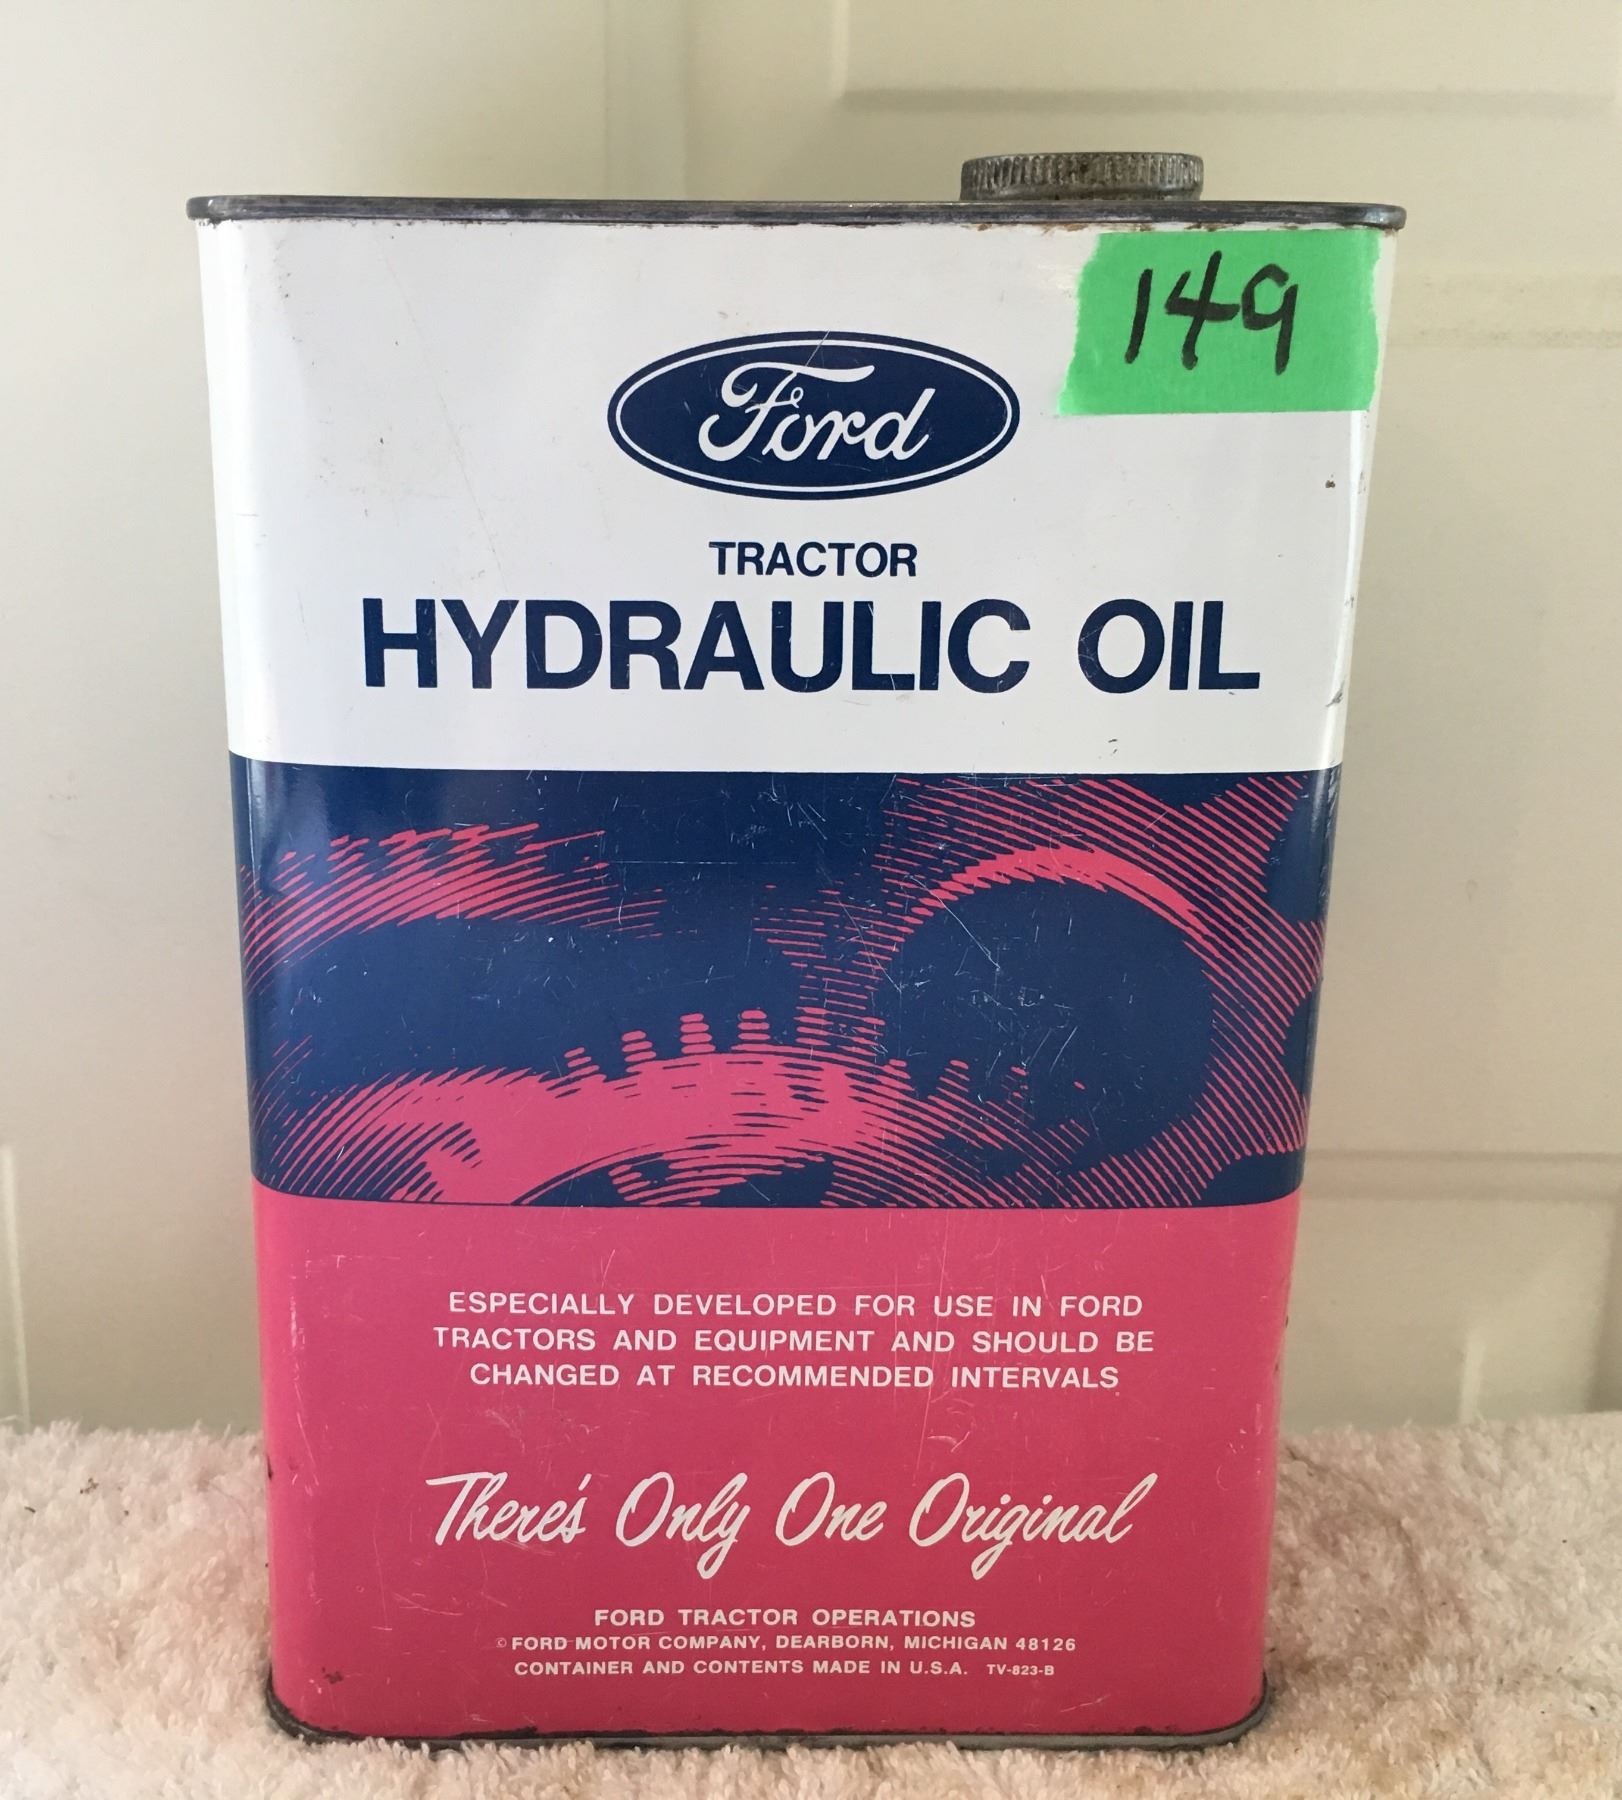 149
Ford
TRACTOR
HYDRAULIC OIL
ESPECIALLY DEVELOPED FOR USE IN FORD
TRACTORS AND EQUIPMENT AND SHOULD BE
CHANGED AT RECOMMENDED INTERVALS.
There's Only One Original
FORD TRACTOR OPERATIONS
© FORD MOTOR COMPANY, DEARBORN, MICHIGAN 48126
CONTAINER AND CONTENTS MADE IN U.S.A. TV-823-B